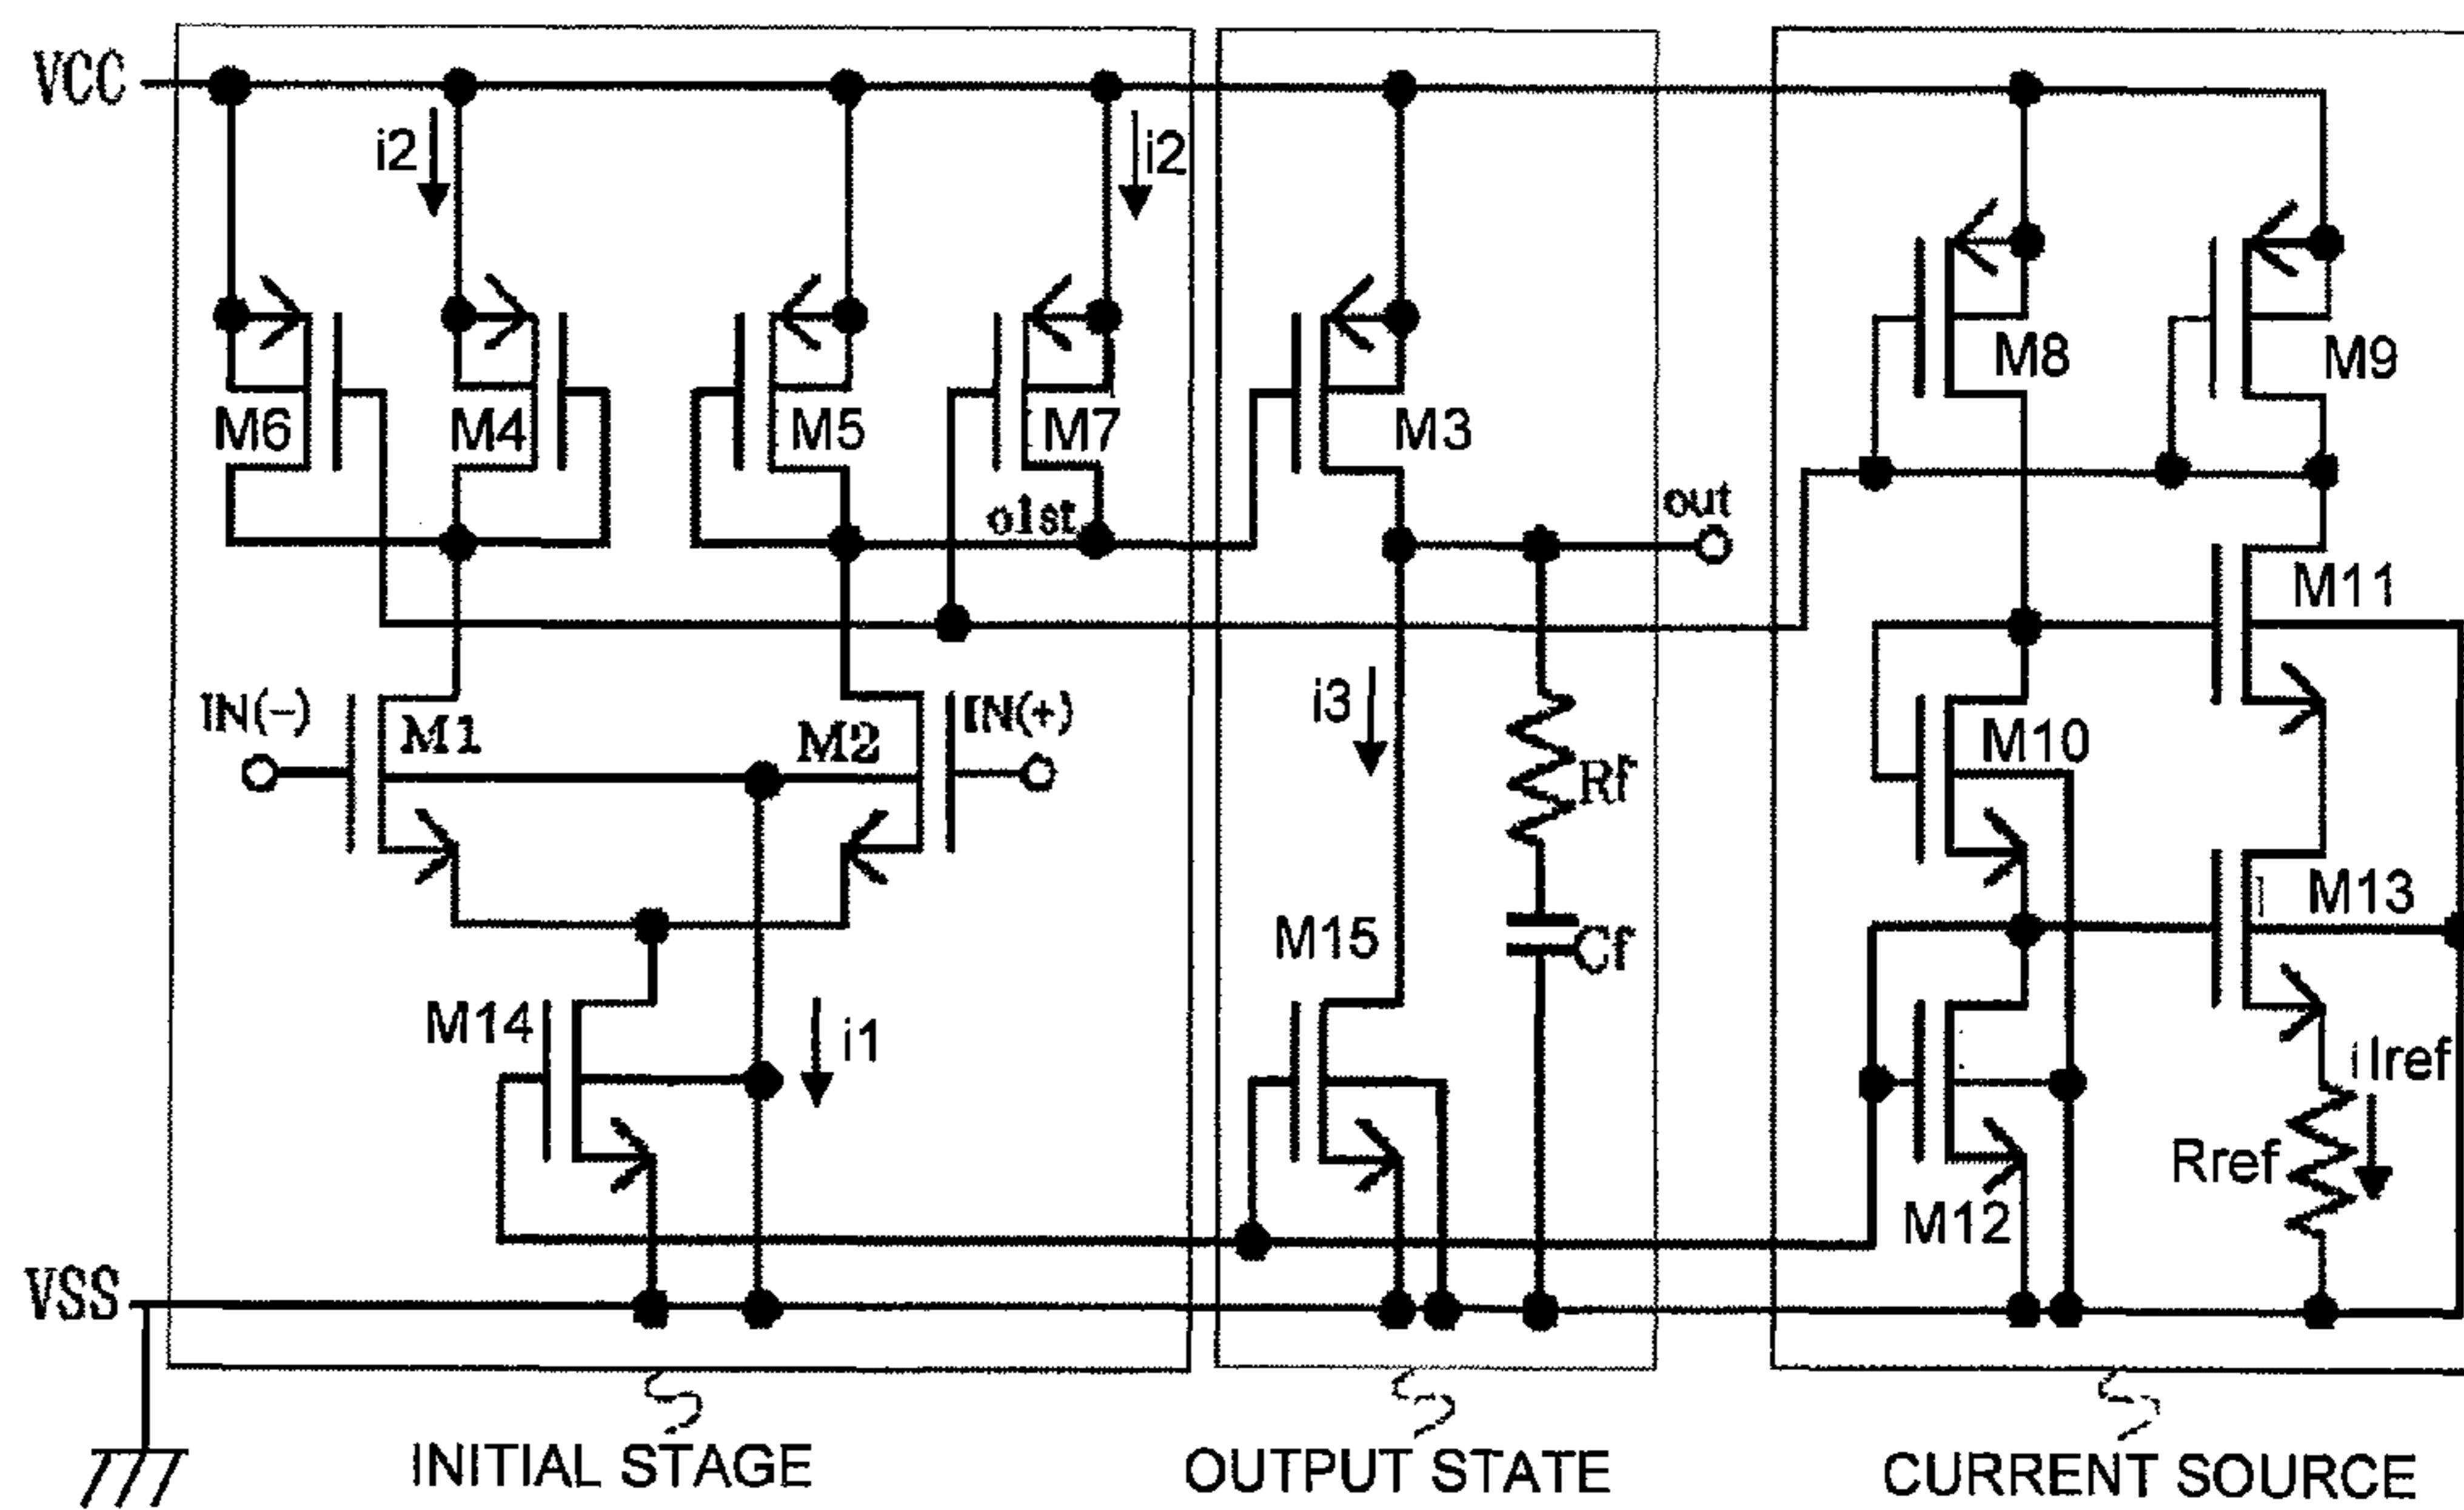 VCC
i2
i2
M8
M9
M6
M4
M5
M7
M3
o1st
out
M11
IN(−)
M1
M2
IN(+)
i3
M10
Rf
M13
M15
Cf
M14
i1
Iref
Rref
M12
VSS
INITIAL STAGE
OUTPUT STATE
CURRENT SOURCE